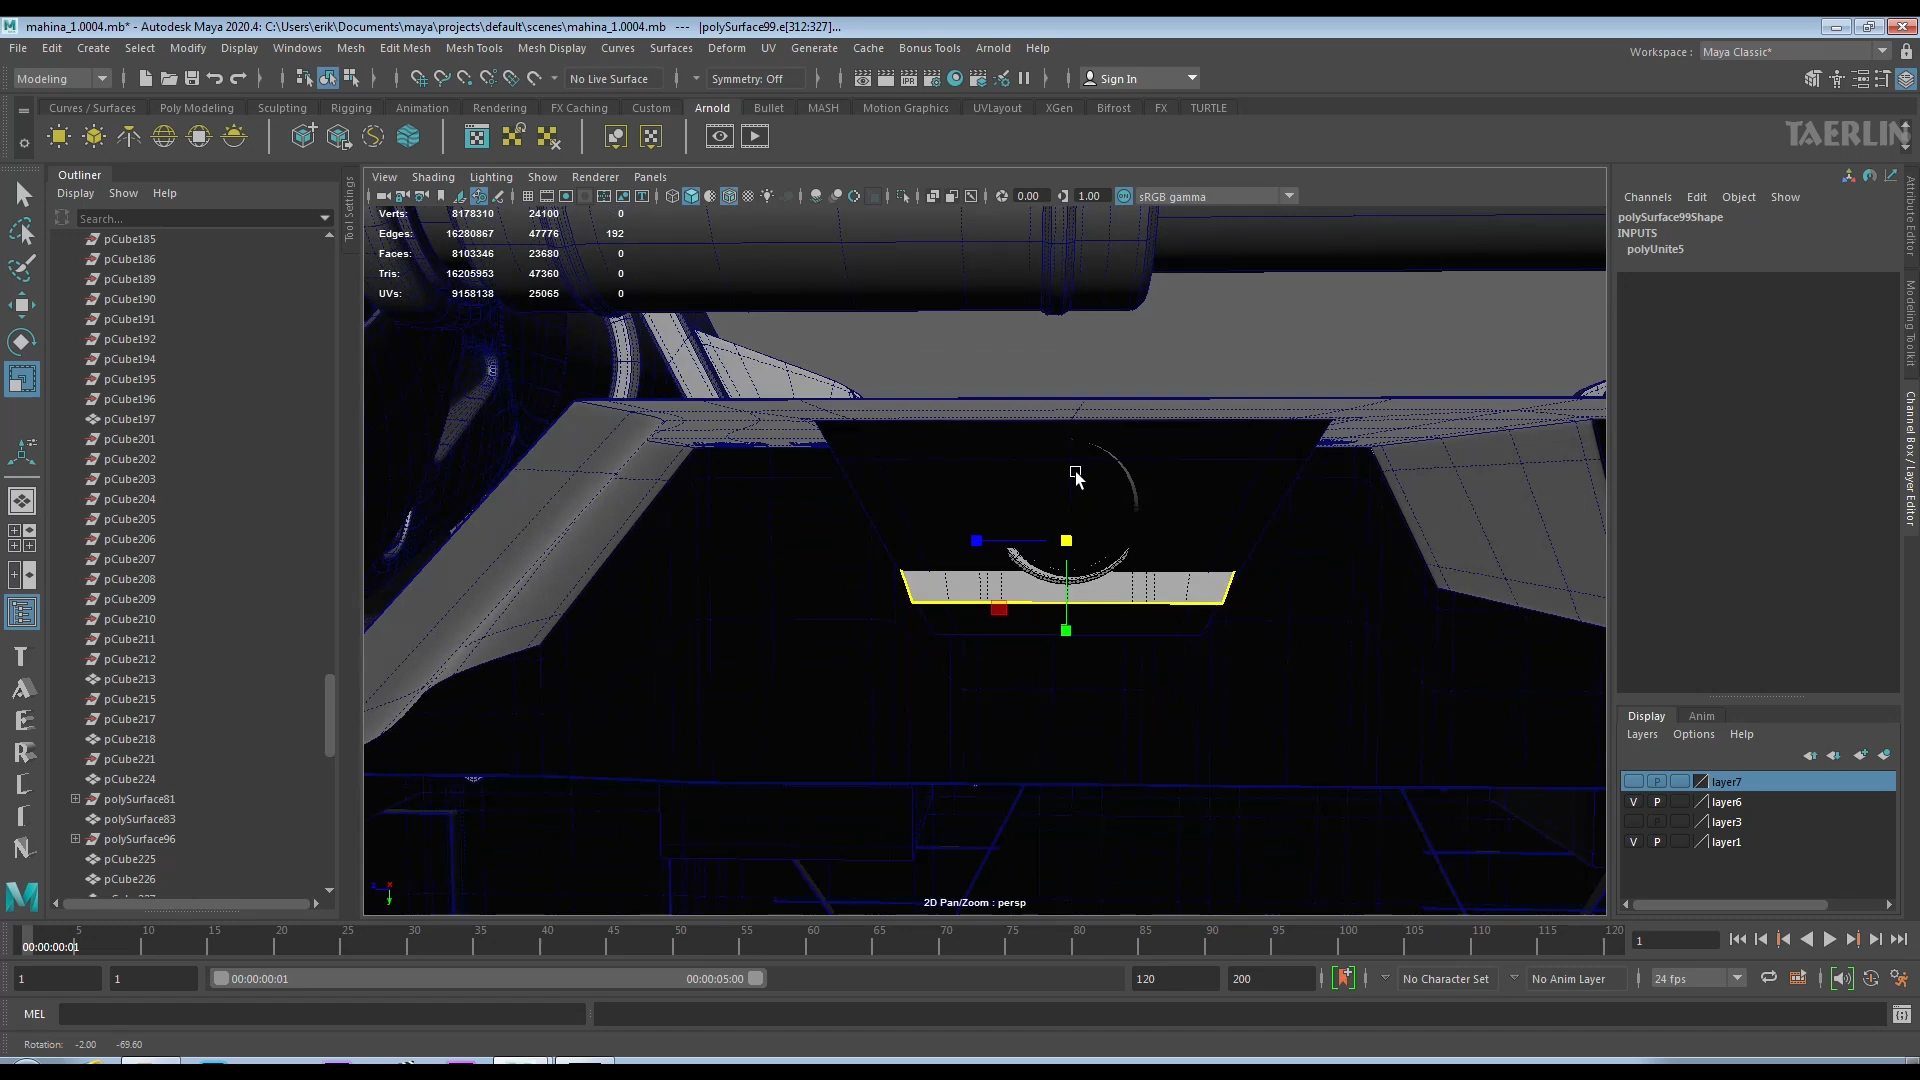 mahina_1.0004.mb* - Autodesk Maya 2020.4: C:\Users\erik\Documents\maya\projects\default\scenes\mahina_1.0004.mb   ---   |polySurface99.e[312:327]...
File Edit Create Select Modify Display Windows Mesh Edit Mesh Mesh Tools Mesh Display Curves Surfaces Deform UV Generate Cache Bonus Tools Arnold Help
Workspace : Maya Classic*
Modeling No Live Surface Symmetry: Off Sign In
Curves / Surfaces Poly Modeling Sculpting Rigging Animation Rendering FX Caching Custom Arnold Bullet MASH Motion Graphics UVLayout XGen Bifrost FX TURTLE
TAERLIN
Outliner
Display Show Help
Search...
pCube185
pCube186
pCube189
pCube190
pCube191
pCube192
pCube194
pCube195
pCube196
pCube197
pCube201
pCube202
pCube203
pCube204
pCube205
pCube206
pCube207
pCube208
pCube209
pCube210
pCube211
pCube212
pCube213
pCube215
pCube217
pCube218
pCube221
pCube224
polySurface81
polySurface83
polySurface96
pCube225
pCube226
Tool Settings
View Shading Lighting Show Renderer Panels
0.00 1.00 sRGB gamma
Verts: 8178310 24100 0
Edges: 16280867 47776 192
Faces: 8103346 23680 0
Tris: 16205953 47360 0
UVs: 9158138 25065 0
2D Pan/Zoom : persp
Channels Edit Object Show
polySurface99Shape
INPUTS
polyUnite5
Attribute Editor
Modeling Toolkit
Channel Box / Layer Editor
Display Anim
Layers Options Help
P layer7
V P layer6
P layer3
V P layer1
5 10 15 20 25 30 35 40 45 50 55 60 65 70 75 80 85 90 95 100 105 110 115 120
00:00:00:01
1
1 1 00:00:00:01 00:00:05:00 120 200 No Character Set No Anim Layer 24 fps
MEL
Rotation: -2.00 -69.60